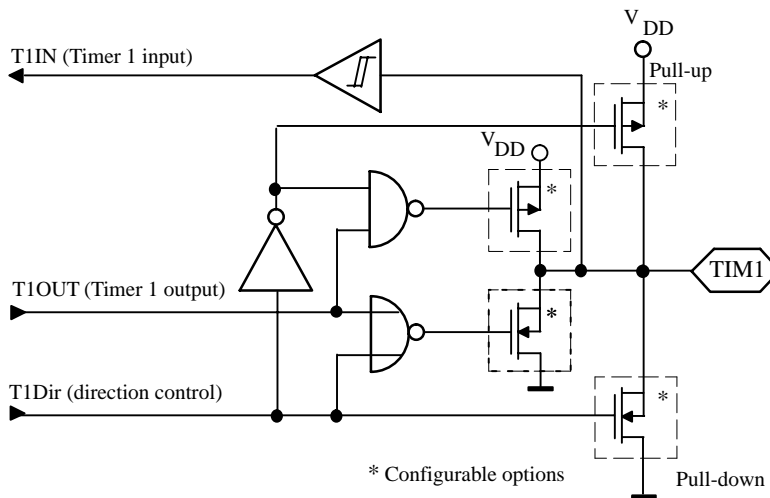 V
DD
T1IN (Timer 1 input)
Pull-up
*
V
DD
*
TIM1
T1OUT (Timer 1 output)
*
T1Dir (direction control)
*
* Configurable options
Pull-down